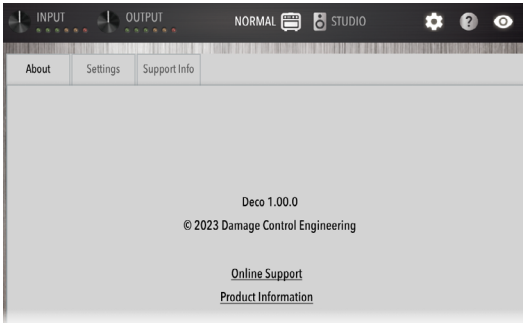 INPUT OUTPUT NORMAL STUDIO ?
About Settings Support Info
Deco 1.00.0
© 2023 Damage Control Engineering
Online Support
Product Information